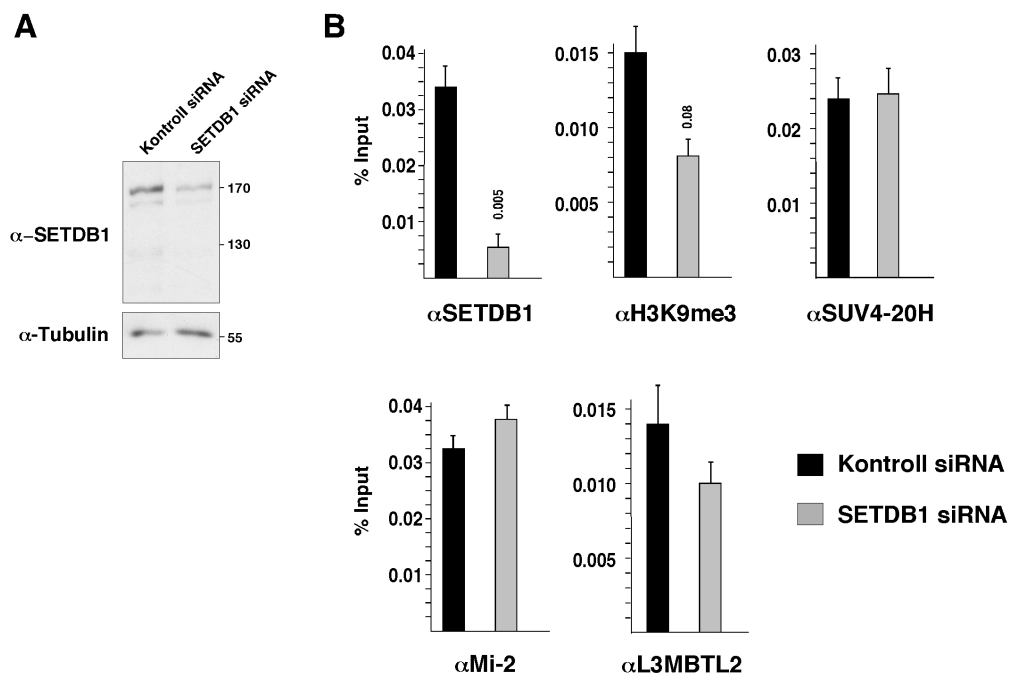 A
B
Kontroll siRNA
SETDB1 siRNA
170
130
55
α–SETDB1
α-Tubulin
% Input
0.04
0.03
0.02
0.01
0.005
αSETDB1
0.015
0.010
0.005
0.08
αH3K9me3
0.03
0.02
0.01
αSUV4-20H
% Input
0.04
0.03
0.02
0.01
αMi-2
0.015
0.010
0.005
αL3MBTL2
Kontroll siRNA
SETDB1 siRNA